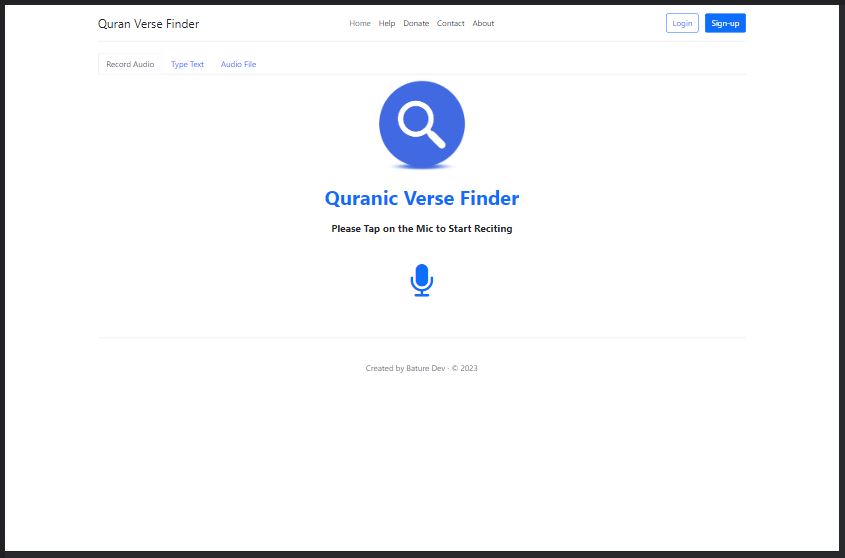 Quran Verse Finder Home Help Donate Contact About Login Sign-up
Record Audio Type Text Audio File
Quranic Verse Finder
Please Tap on the Mic to Start Reciting
Created by Bature Dev · © 2023